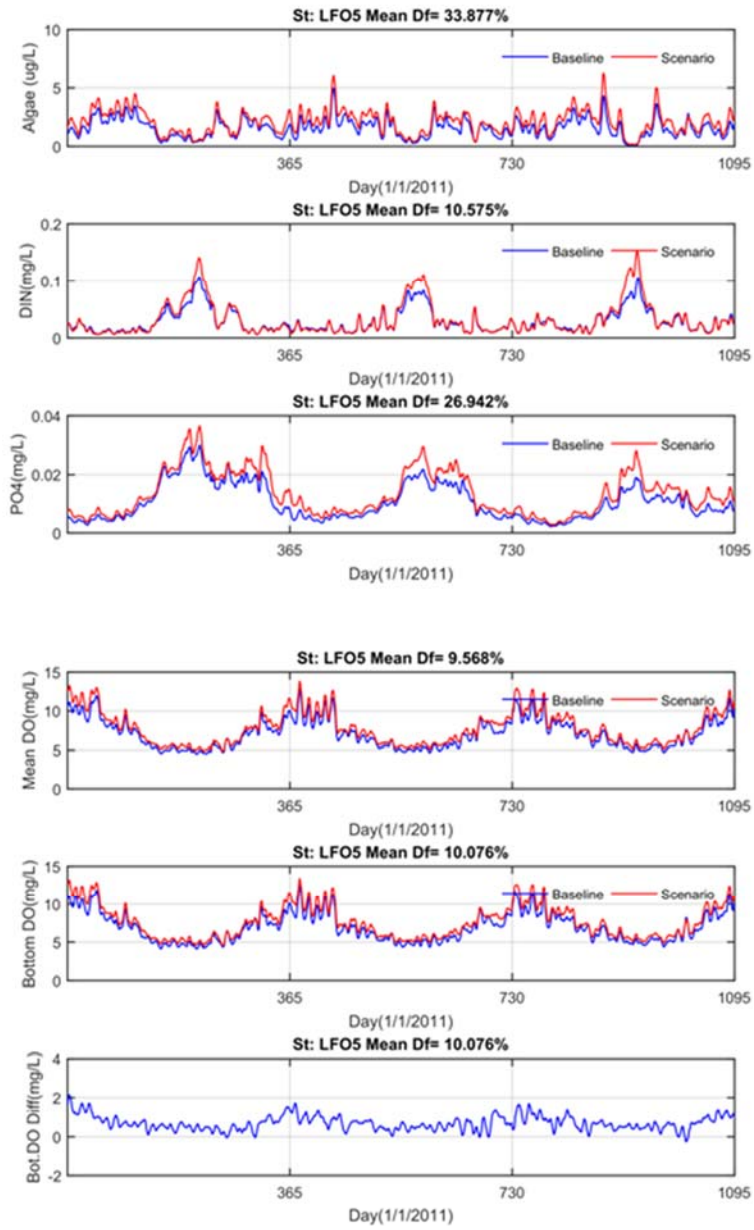 St: LFO5 Mean Df= 33.877%
Algae (ug/L)
10
5
0
Baseline Scenario
365 730 1095
Day(1/1/2011)
St: LFO5 Mean Df= 10.575%
DIN(mg/L)
0.2
0.1
0
Baseline Scenario
365 730 1095
Day(1/1/2011)
St: LFO5 Mean Df= 26.942%
PO4(mg/L)
0.04
0.02
0
Baseline Scenario
365 730 1095
Day(1/1/2011)
St: LFO5 Mean Df= 9.568%
Mean DO(mg/L)
15
10
5
0
Baseline Scenario
365 730 1095
Day(1/1/2011)
St: LFO5 Mean Df= 10.076%
Bottom DO(mg/L)
15
10
5
0
Baseline Scenario
365 730 1095
Day(1/1/2011)
St: LFO5 Mean Df= 10.076%
Bot.DO Diff(mg/L)
4
2
0
-2
365 730 1095
Day(1/1/2011)